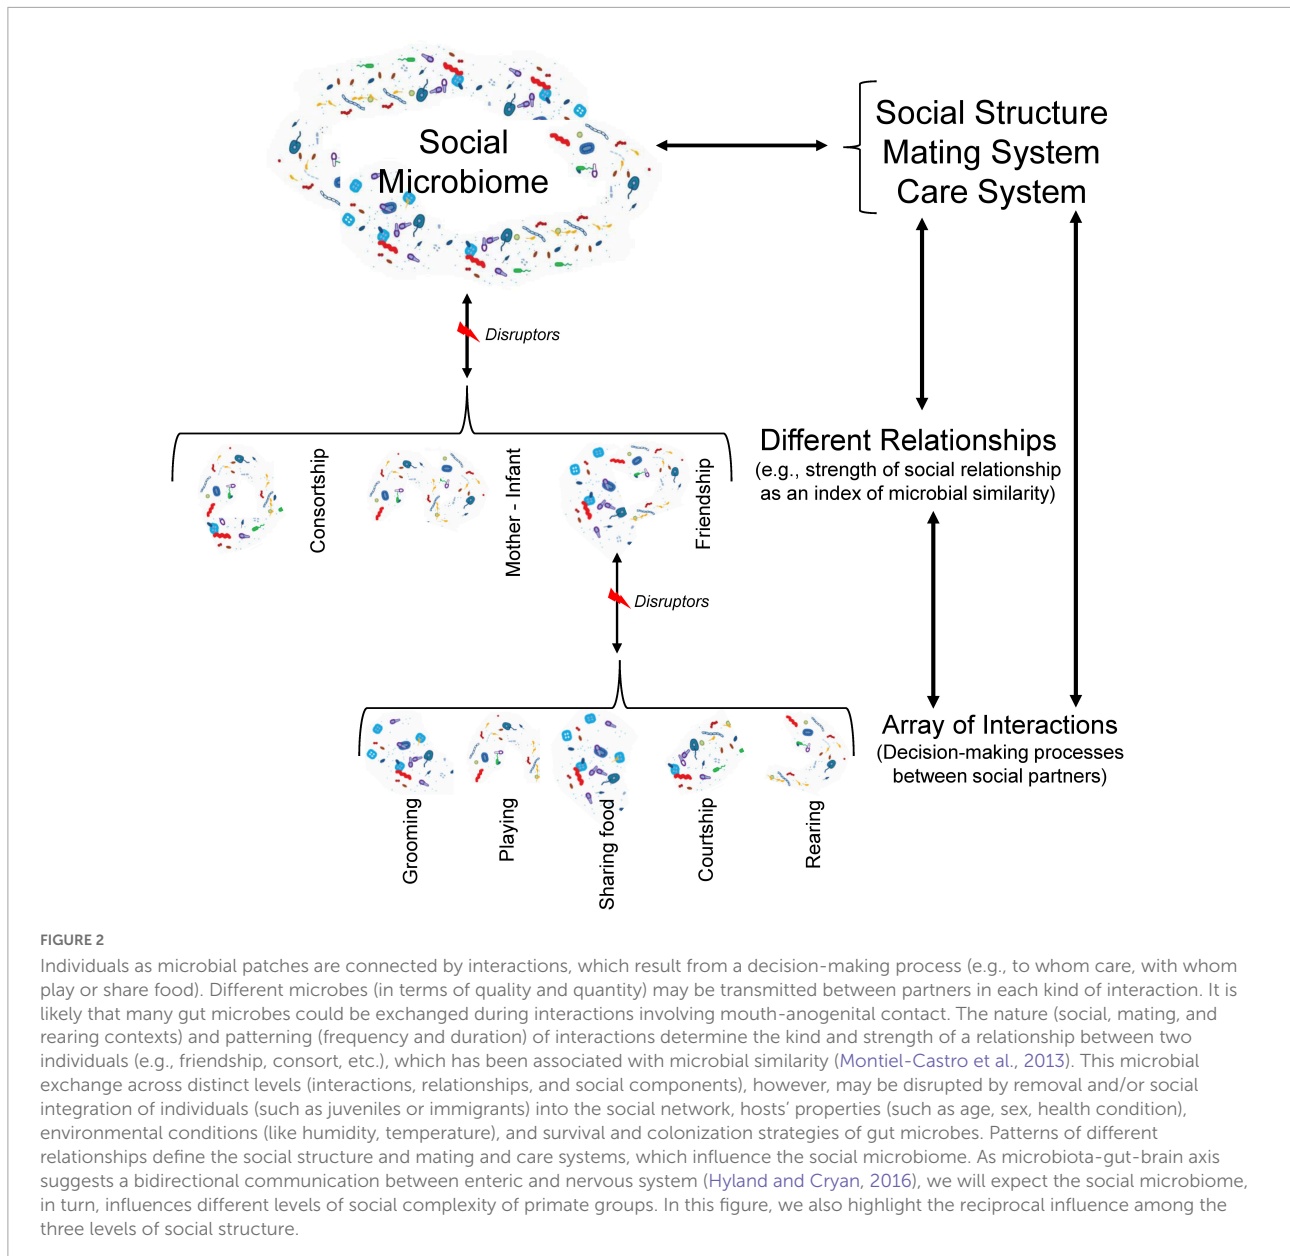 Social
Microbiome
Social Structure
Mating System
Care System
Disruptors
Different Relationships
(e.g., strength of social relationship
as an index of microbial similarity)
Consortship
Mother - Infant
Friendship
Disruptors
Array of Interactions
(Decision-making processes
between social partners)
Grooming
Playing
Sharing food
Courtship
Rearing
FIGURE 2
Individuals as microbial patches are connected by interactions, which result from a decision-making process (e.g., to whom care, with whom
play or share food). Different microbes (in terms of quality and quantity) may be transmitted between partners in each kind of interaction. It is
likely that many gut microbes could be exchanged during interactions involving mouth-anogenital contact. The nature (social, mating, and
rearing contexts) and patterning (frequency and duration) of interactions determine the kind and strength of a relationship between two
individuals (e.g., friendship, consort, etc.), which has been associated with microbial similarity (Montiel-Castro et al., 2013). This microbial
exchange across distinct levels (interactions, relationships, and social components), however, may be disrupted by removal and/or social
integration of individuals (such as juveniles or immigrants) into the social network, hosts' properties (such as age, sex, health condition),
environmental conditions (like humidity, temperature), and survival and colonization strategies of gut microbes. Patterns of different
relationships define the social structure and mating and care systems, which influence the social microbiome. As microbiota-gut-brain axis
suggests a bidirectional communication between enteric and nervous system (Hyland and Cryan, 2016), we will expect the social microbiome,
in turn, influences different levels of social complexity of primate groups. In this figure, we also highlight the reciprocal influence among the
three levels of social structure.